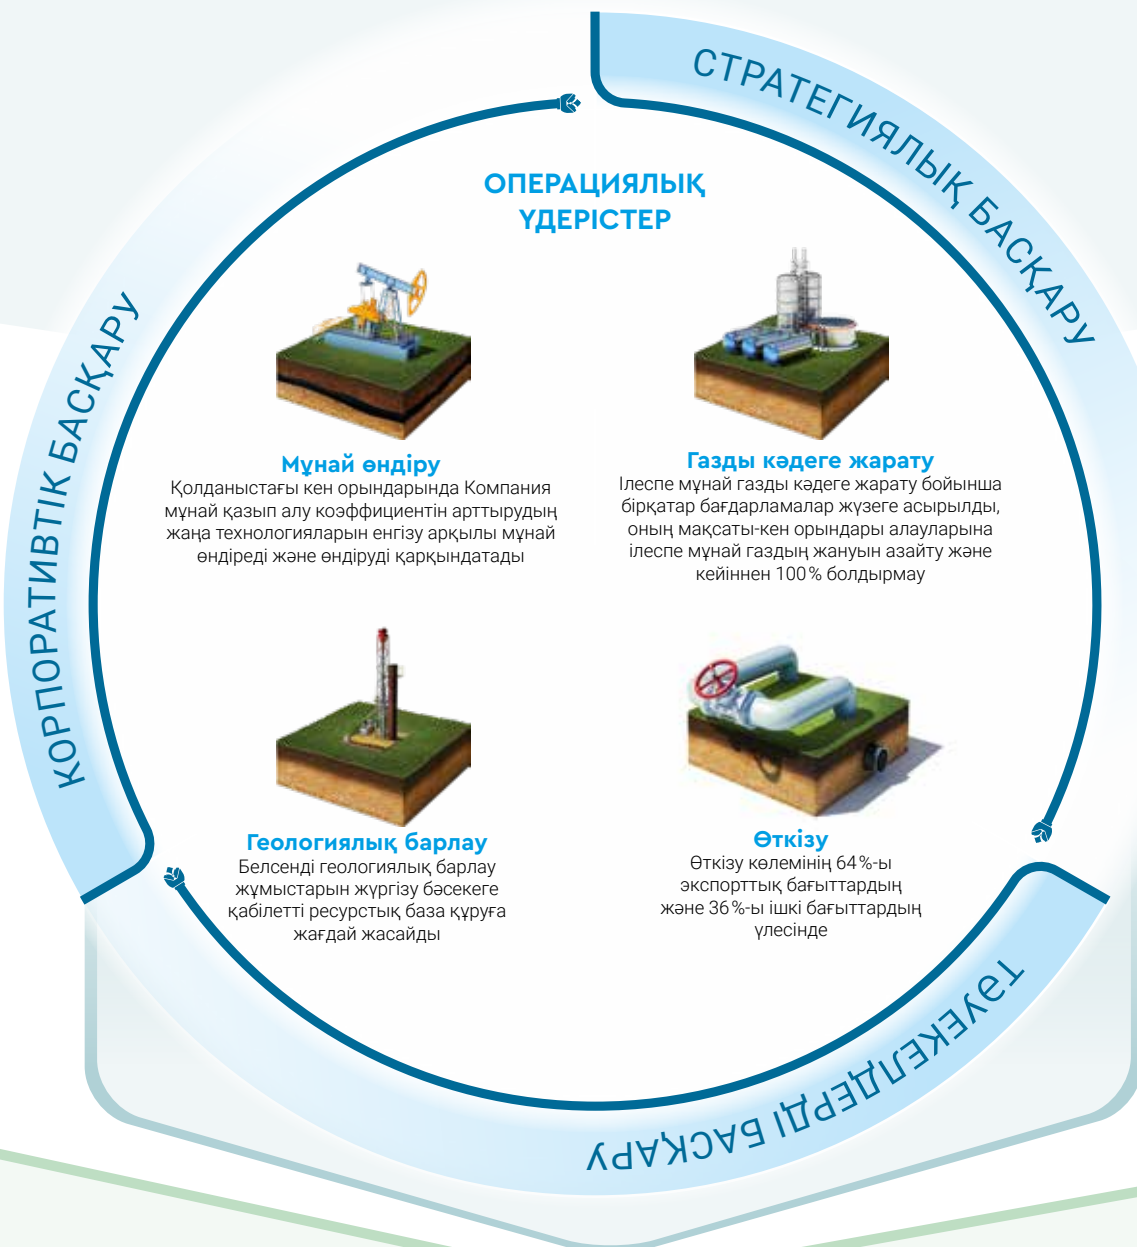 СТРАТЕГИЯЛЫҚ БАСҚАРУ
ОПЕРАЦИЯЛЫҚ
ҮДЕРІСТЕР
КОРПОРАТИВТІК БАСҚАРУ
Мұнай өндіру
Қолданыстағы кен орындарында Компания
мұнай қазып алу коэффициентін арттырудың
жаңа технологияларын енгізу арқылы мұнай
өндіреді және өндіруді қарқындатады
Газды кәдеге жарату
Ілеспе мұнай газды кәдеге жарату бойынша
бірқатар бағдарламалар жүзеге асырылды,
оның мақсаты-кен орындары алауларына
ілеспе мұнай газдың жануын азайту және
кейіннен 100 % болдырмау
Геологиялық барлау
Белсенді геологиялық барлау
жұмыстарын жүргізу бәсекеге
қабілетті ресурстық база құруға
жағдай жасайды
Өткізу
Өткізу көлемінің 64 %-ы
экспорттық бағыттардың
және 36 %-ы ішкі бағыттардың
үлесінде
ТӘУЕКЕЛДЕРДІ БАСҚАРУ